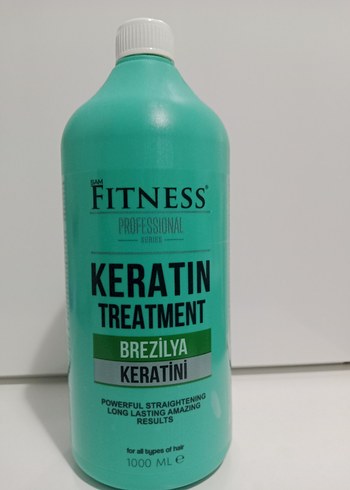 SAM
FITNESS®
PROFESSIONAL
KERATIN
TREATMENT
BREZİLYA
KERATİNİ
POWERFUL STRAIGHTENING
LONG LASTING AMAZING
RESULTS
for all types of hair
1000 ML ℮